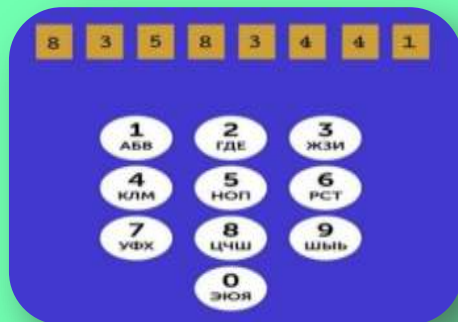 8 3 5 8 3 4 4 1
1 2 3
АБВ ГДЕ ЖЗИ
4 5 6
КЛМ НОП РСТ
7 8 9
УФХ ЦЧШ ШЫЬ
0
ЭЮЯ